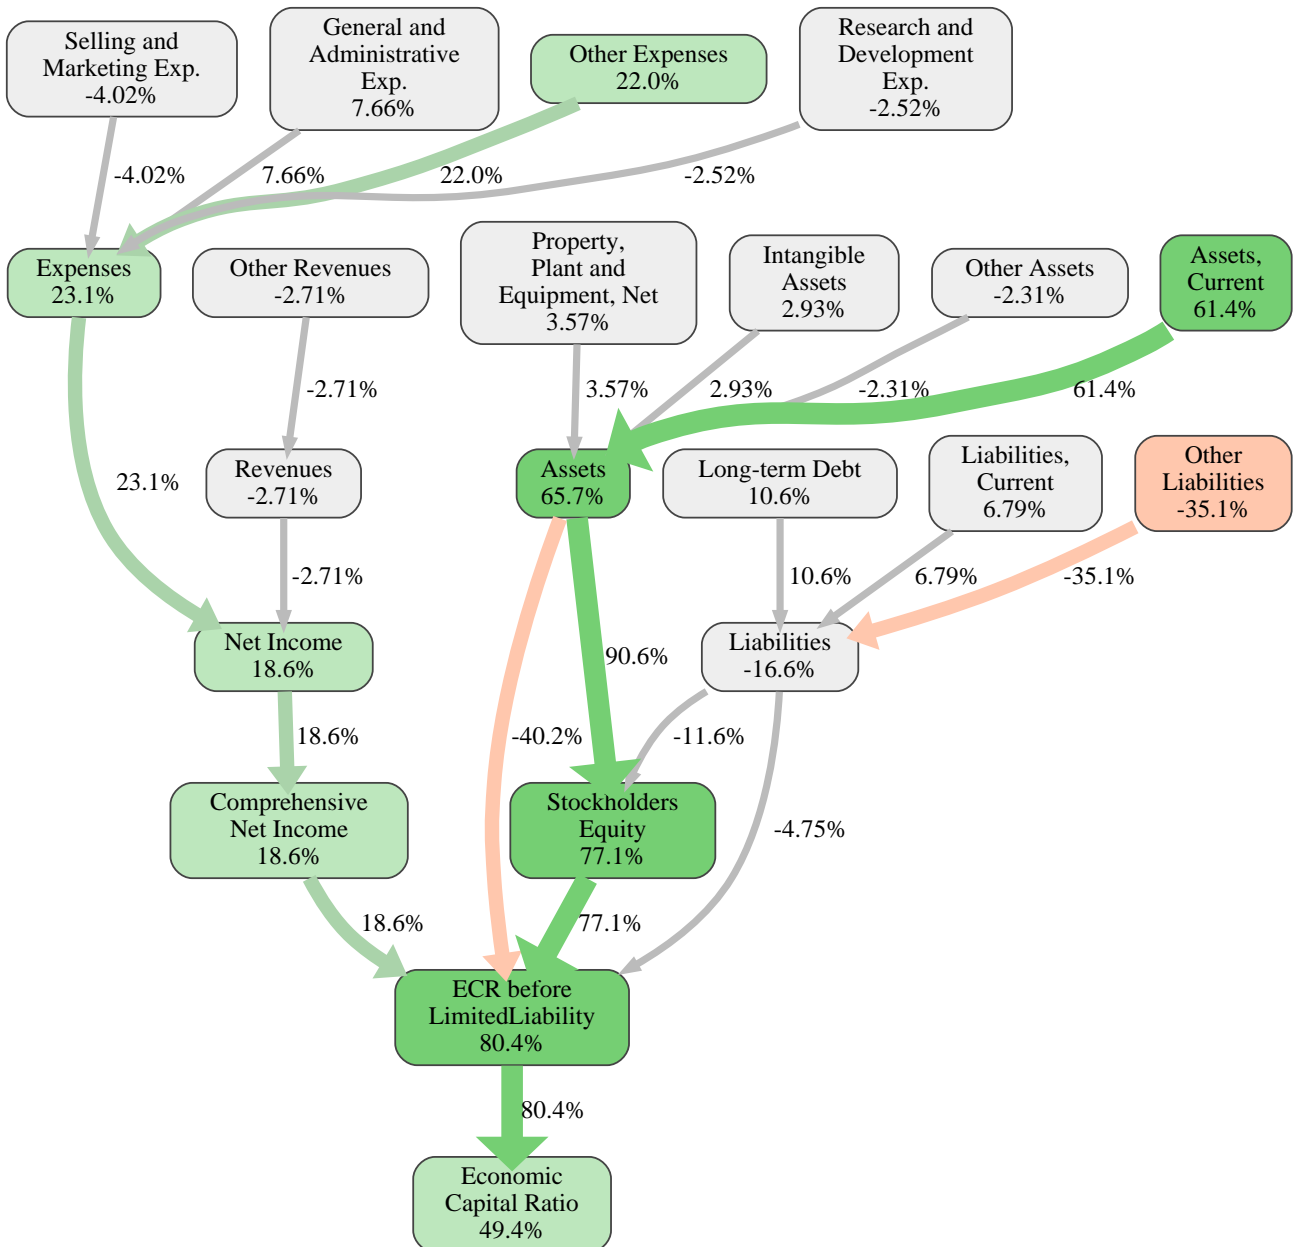 Selling and
Marketing Exp.
-4.02%
General and
Administrative
Exp.
7.66%
Other Expenses
22.0%
Research and
Development
Exp.
-2.52%
-4.02%
7.66%
22.0%
-2.52%
Expenses
23.1%
Other Revenues
-2.71%
Property,
Plant and
Equipment, Net
3.57%
Intangible
Assets
2.93%
Other Assets
-2.31%
Assets,
Current
61.4%
-2.71%
3.57%
2.93%
-2.31%
61.4%
23.1%
Revenues
-2.71%
Assets
65.7%
Long-term Debt
10.6%
Liabilities,
Current
6.79%
Other
Liabilities
-35.1%
-2.71%
10.6%
6.79%
-35.1%
Net Income
18.6%
90.6%
Liabilities
-16.6%
18.6%
-40.2%
-11.6%
Comprehensive
Net Income
18.6%
Stockholders
Equity
77.1%
-4.75%
18.6%
77.1%
ECR before
LimitedLiability
80.4%
80.4%
Economic
Capital Ratio
49.4%